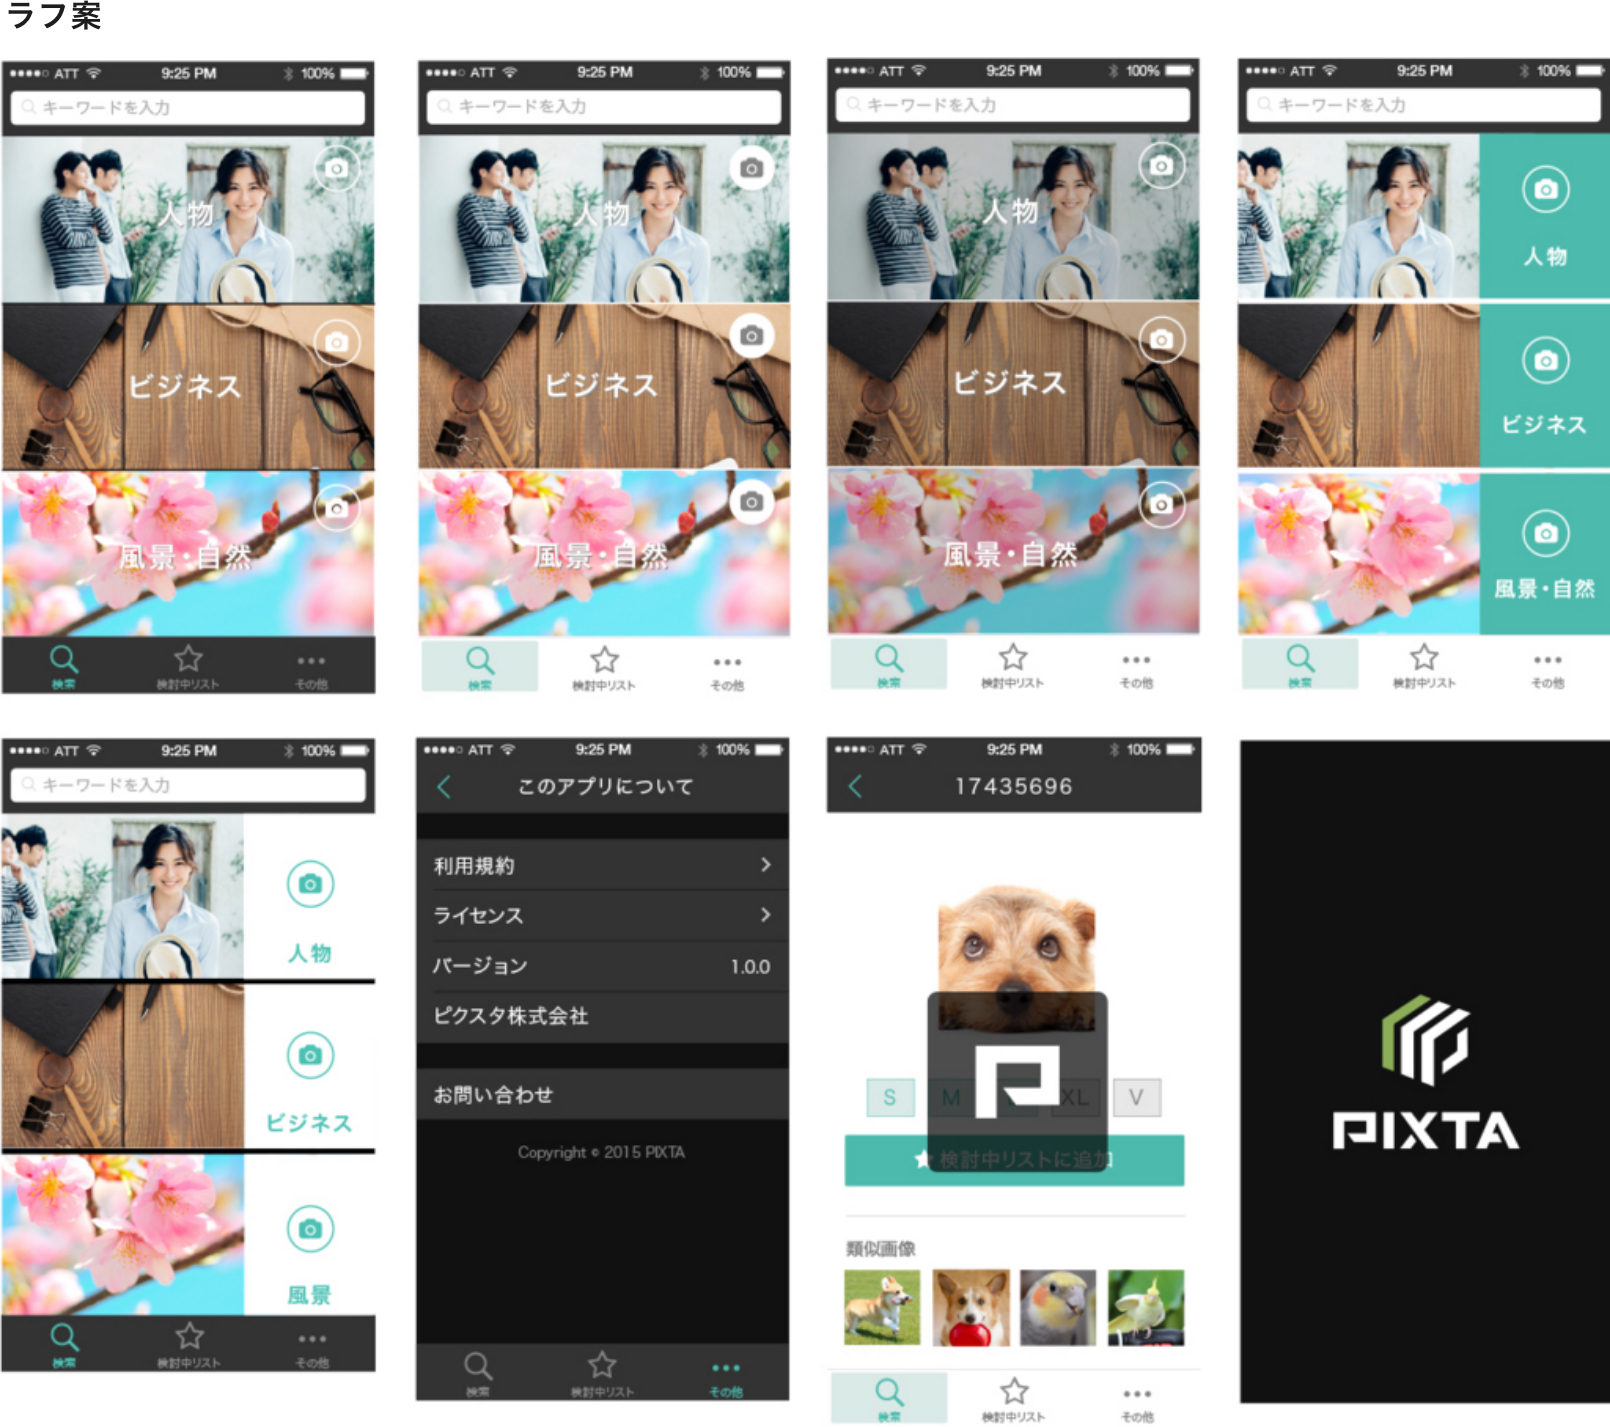 ラフ案
ATT 9:25 PM 100%
キーワードを入力
人物
ビジネス
風景・自然
検索 検討中リスト その他
ATT 9:25 PM 100%
キーワードを入力
人物
ビジネス
風景・自然
検索 検討中リスト その他
ATT 9:25 PM 100%
キーワードを入力
人物
ビジネス
風景・自然
検索 検討中リスト その他
ATT 9:25 PM 100%
キーワードを入力
人物
ビジネス
風景・自然
検索 検討中リスト その他
ATT 9:25 PM 100%
キーワードを入力
人物
ビジネス
風景
検索 検討中リスト その他
ATT 9:25 PM 100%
このアプリについて
利用規約
ライセンス
バージョン 1.0.0
ピクスタ株式会社
お問い合わせ
Copyright © 2015 PIXTA
検索 検討中リスト その他
ATT 9:25 PM 100%
17435696
S M XL V
★ 検討中リストに追加
類似画像
検索 検討中リスト その他
PIXTA